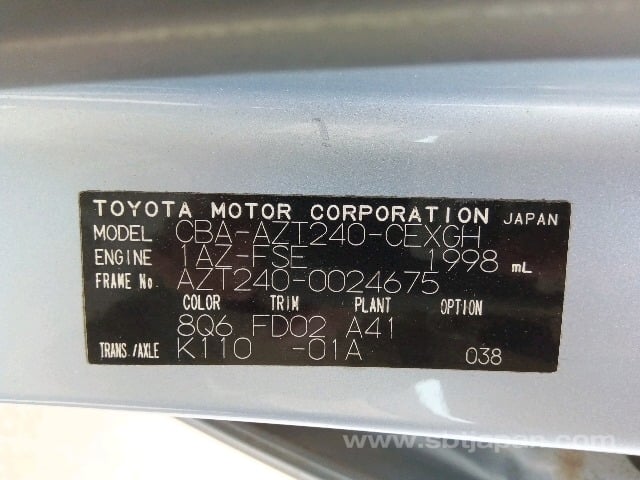 TOYOTA MOTOR CORPORATION JAPAN
MODEL CBA-AZT240-CEXGH
ENGINE 1AZ-FSE 1998 mL
FRAME No. AZT240-0024675
COLOR TRIM PLANT OPTION
8Q6 FD02 A41
TRANS./AXLE K110 -01A 038
www.sbtjapan.com